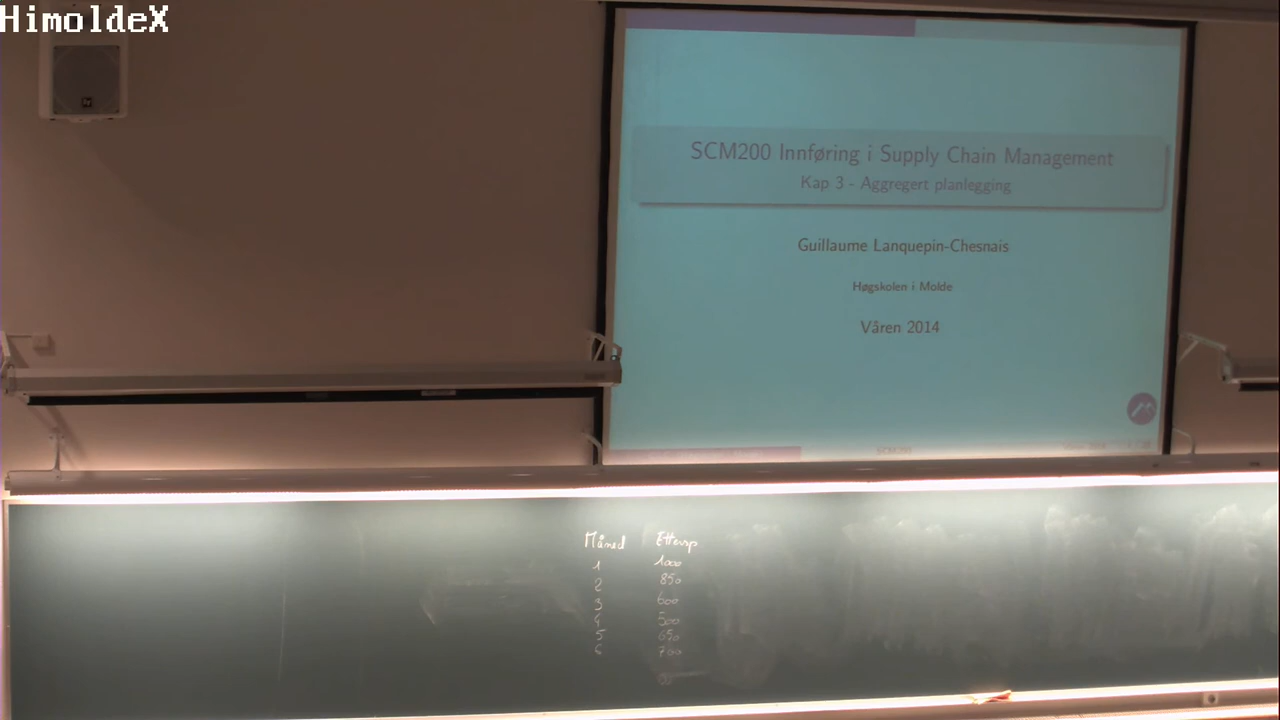 HimoldeX
SCM200 Innføring i Supply Chain Management
Kap 3 - Aggregert planlegging
Guillaume Lanquepin-Chesnais
Høgskolen i Molde
Våren 2014
SCM200
Måned Ettersp
1 1000
2 850
3 600
4 500
5 650
6 700